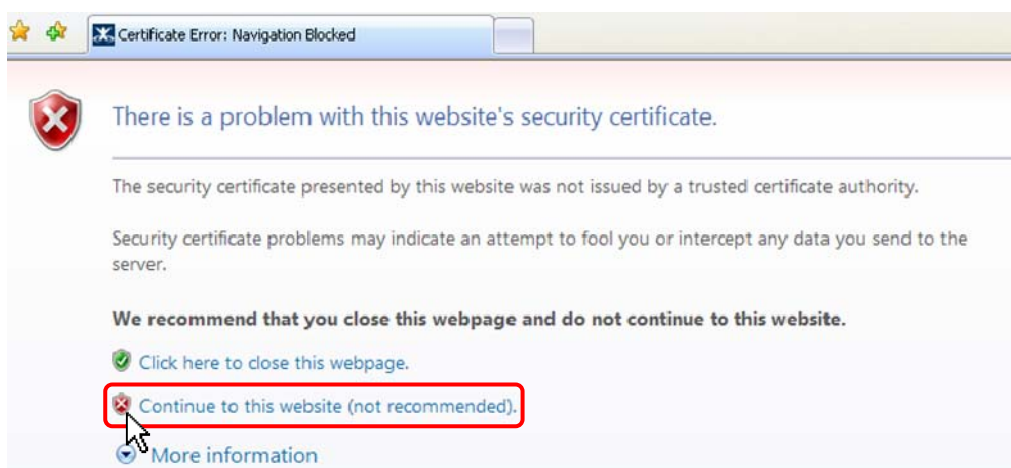 Certificate Error: Navigation Blocked
There is a problem with this website's security certificate.
The security certificate presented by this website was not issued by a trusted certificate authority.
Security certificate problems may indicate an attempt to fool you or intercept any data you send to the
server.
We recommend that you close this webpage and do not continue to this website.
Click here to close this webpage.
Continue to this website (not recommended).
More information